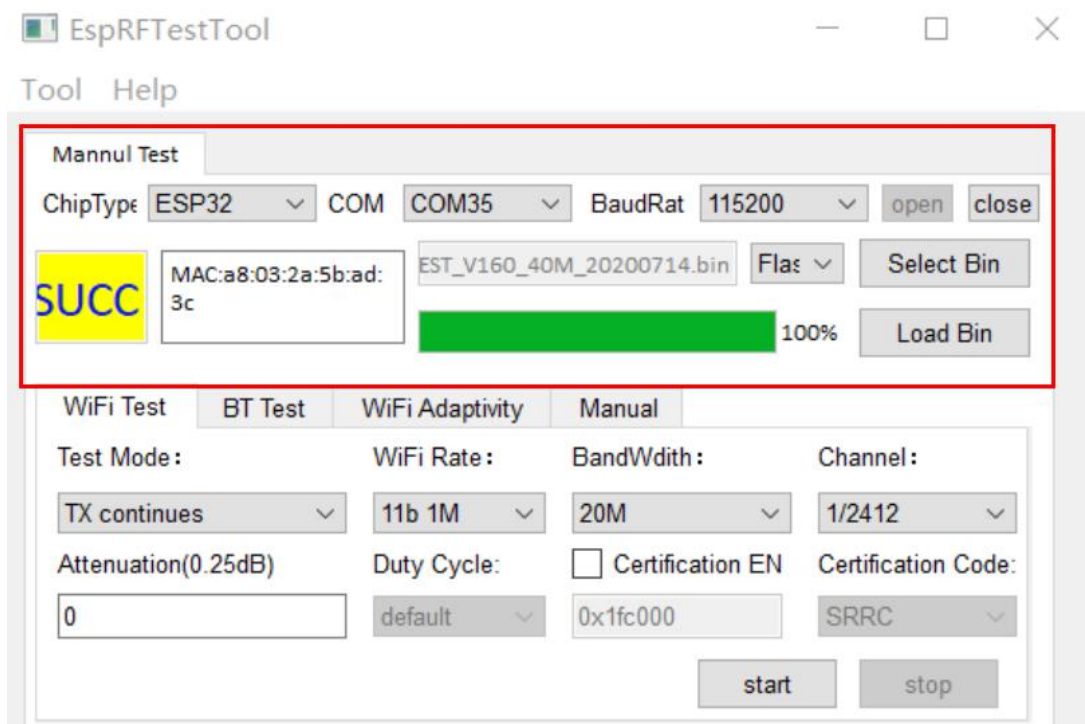 EspRFTestTool
Tool Help
Mannul Test
ChipType ESP32 COM COM35 BaudRat 115200 open close
SUCC MAC:a8:03:2a:5b:ad:
3c
EST_V160_40M_20200714.bin Flas Select Bin
100% Load Bin
WiFi Test BT Test WiFi Adaptivity Manual
Test Mode: WiFi Rate: BandWdith: Channel:
TX continues 11b 1M 20M 1/2412
Attenuation(0.25dB) Duty Cycle: Certification EN Certification Code:
0 default 0x1fc000 SRRC
start stop